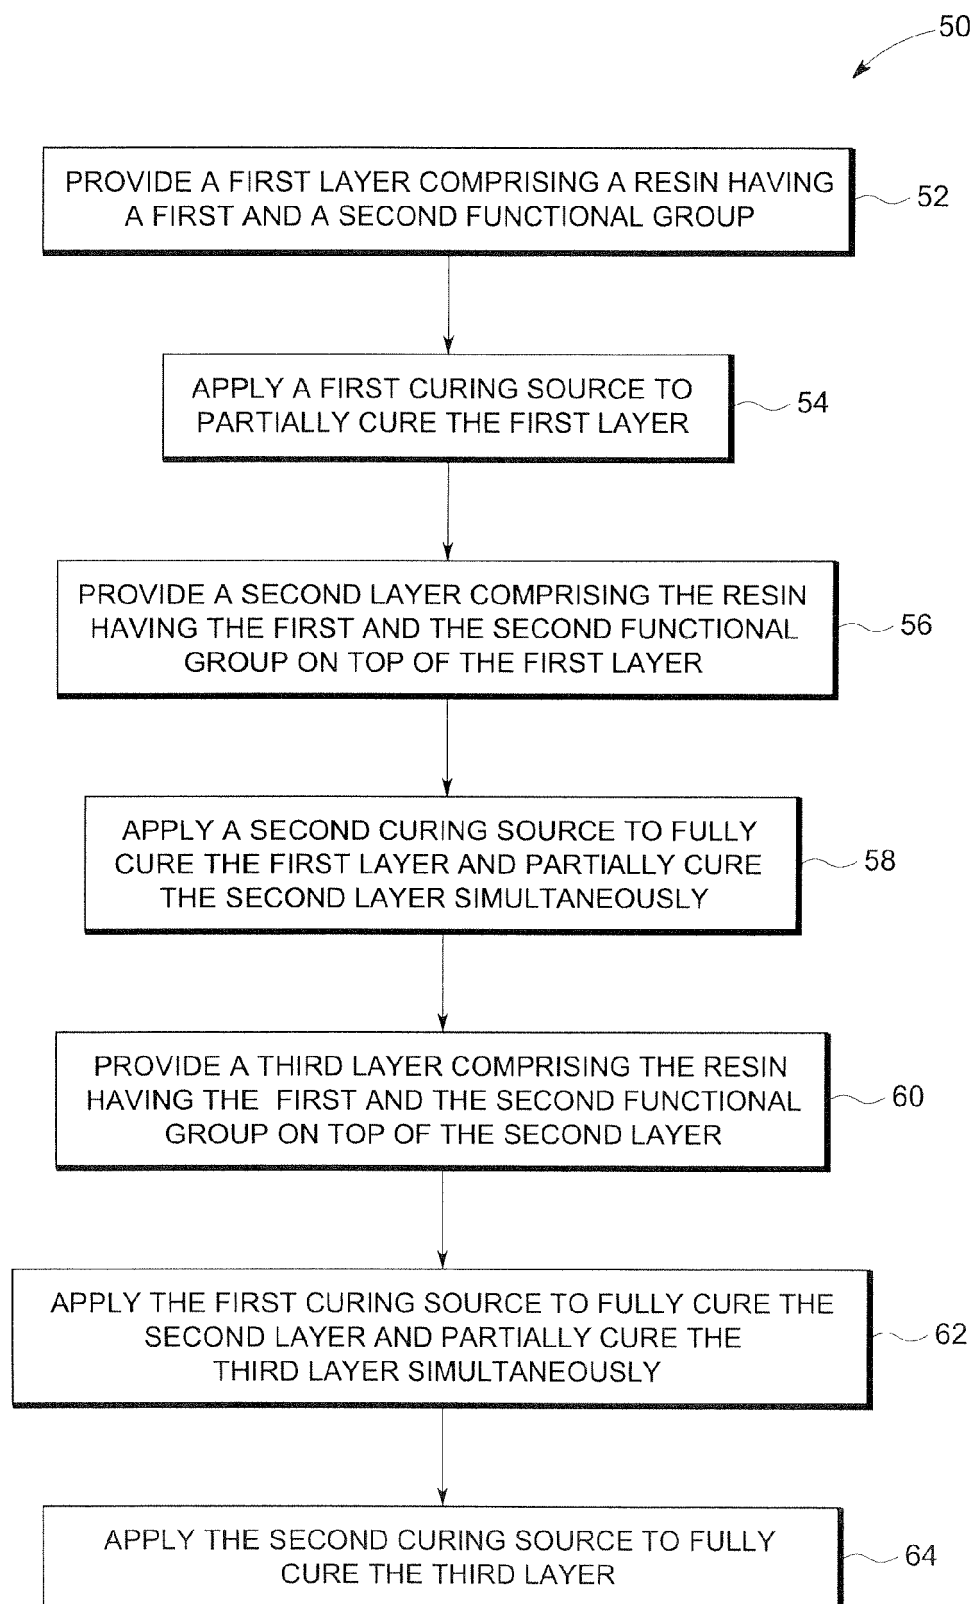 50
PROVIDE A FIRST LAYER COMPRISING A RESIN HAVING
A FIRST AND A SECOND FUNCTIONAL GROUP
52
APPLY A FIRST CURING SOURCE TO
PARTIALLY CURE THE FIRST LAYER
54
PROVIDE A SECOND LAYER COMPRISING THE RESIN
HAVING THE FIRST AND THE SECOND FUNCTIONAL
GROUP ON TOP OF THE FIRST LAYER
56
APPLY A SECOND CURING SOURCE TO FULLY
CURE THE FIRST LAYER AND PARTIALLY CURE
THE SECOND LAYER SIMULTANEOUSLY
58
PROVIDE A THIRD LAYER COMPRISING THE RESIN
HAVING THE FIRST AND THE SECOND FUNCTIONAL
GROUP ON TOP OF THE SECOND LAYER
60
APPLY THE FIRST CURING SOURCE TO FULLY CURE THE
SECOND LAYER AND PARTIALLY CURE THE
THIRD LAYER SIMULTANEOUSLY
62
APPLY THE SECOND CURING SOURCE TO FULLY
CURE THE THIRD LAYER
64